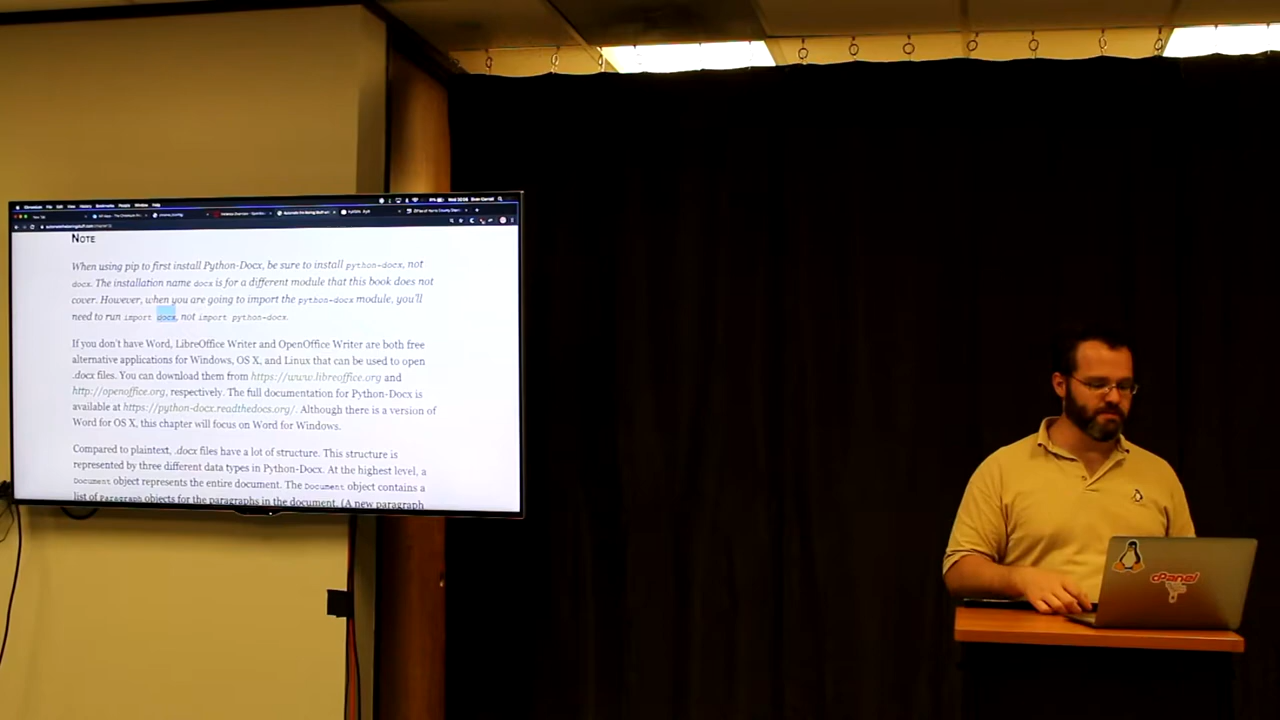 NOTE
When using pip to first install Python-Docx, be sure to install python-docx, not
docx. The installation name docx is for a different module that this book does not
cover. However, when you are going to import the python-docx module, you'll
need to run import docx, not import python-docx.
If you don't have Word, LibreOffice Writer and OpenOffice Writer are both free
alternative applications for Windows, OS X, and Linux that can be used to open
.docx files. You can download them from https://www.libreoffice.org and
http://openoffice.org, respectively. The full documentation for Python-Docx is
available at https://python-docx.readthedocs.org/. Although there is a version of
Word for OS X, this chapter will focus on Word for Windows.
Compared to plaintext, .docx files have a lot of structure. This structure is
represented by three different data types in Python-Docx. At the highest level, a
Document object represents the entire document. The Document object contains a
list of Paragraph objects for the paragraphs in the document. (A new paragraph
cPanel